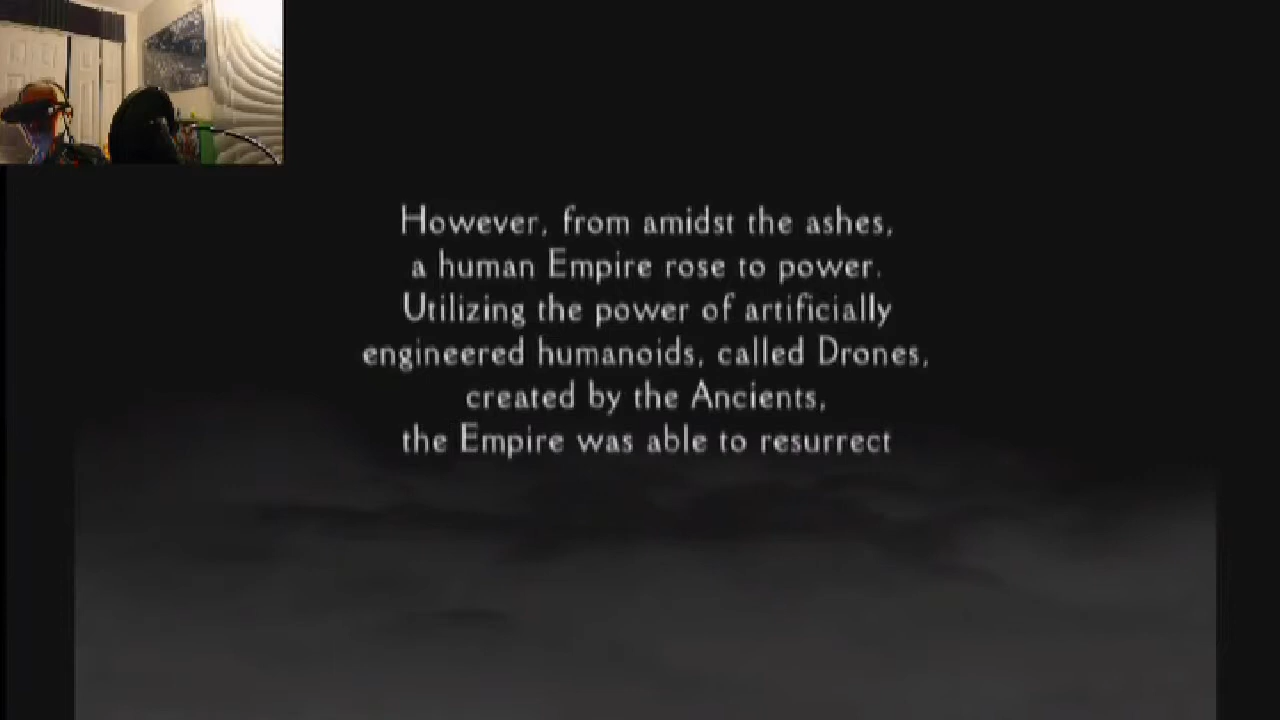 However, from amidst the ashes,
a human Empire rose to power.
Utilizing the power of artificially
engineered humanoids, called Drones,
created by the Ancients,
the Empire was able to resurrect